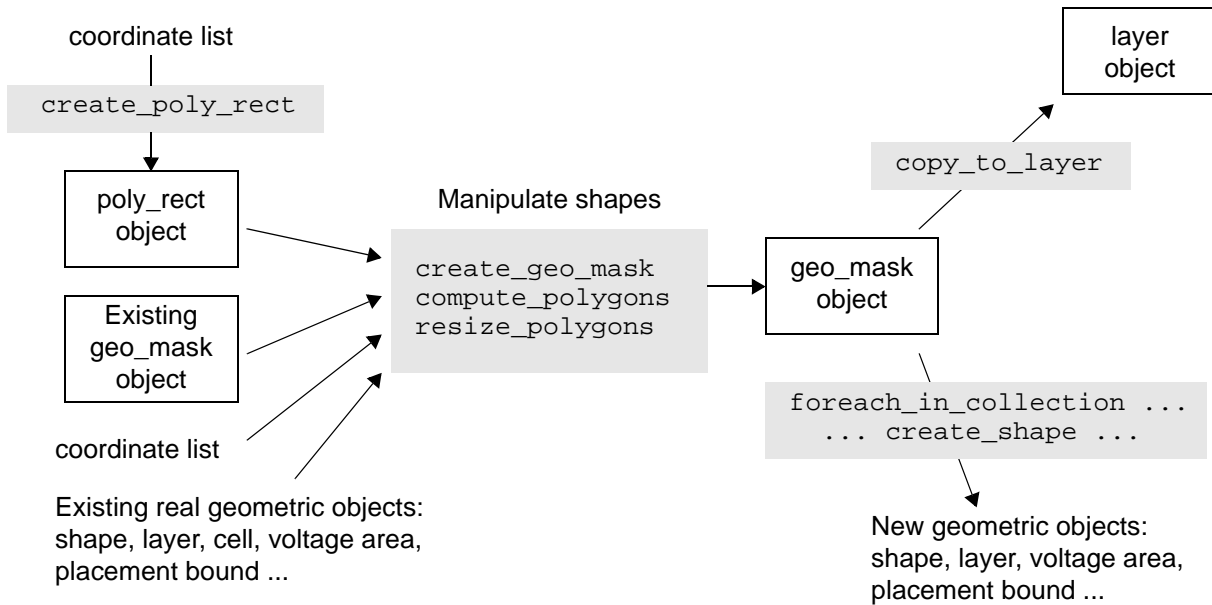 coordinate list
create_poly_rect
poly_rect
object
Existing
geo_mask
object
coordinate list
Existing real geometric objects:
shape, layer, cell, voltage area,
placement bound ...
Manipulate shapes
create_geo_mask
compute_polygons
resize_polygons
geo_mask
object
layer
object
copy_to_layer
foreach_in_collection ...
... create_shape ...
New geometric objects:
shape, layer, voltage area,
placement bound ...